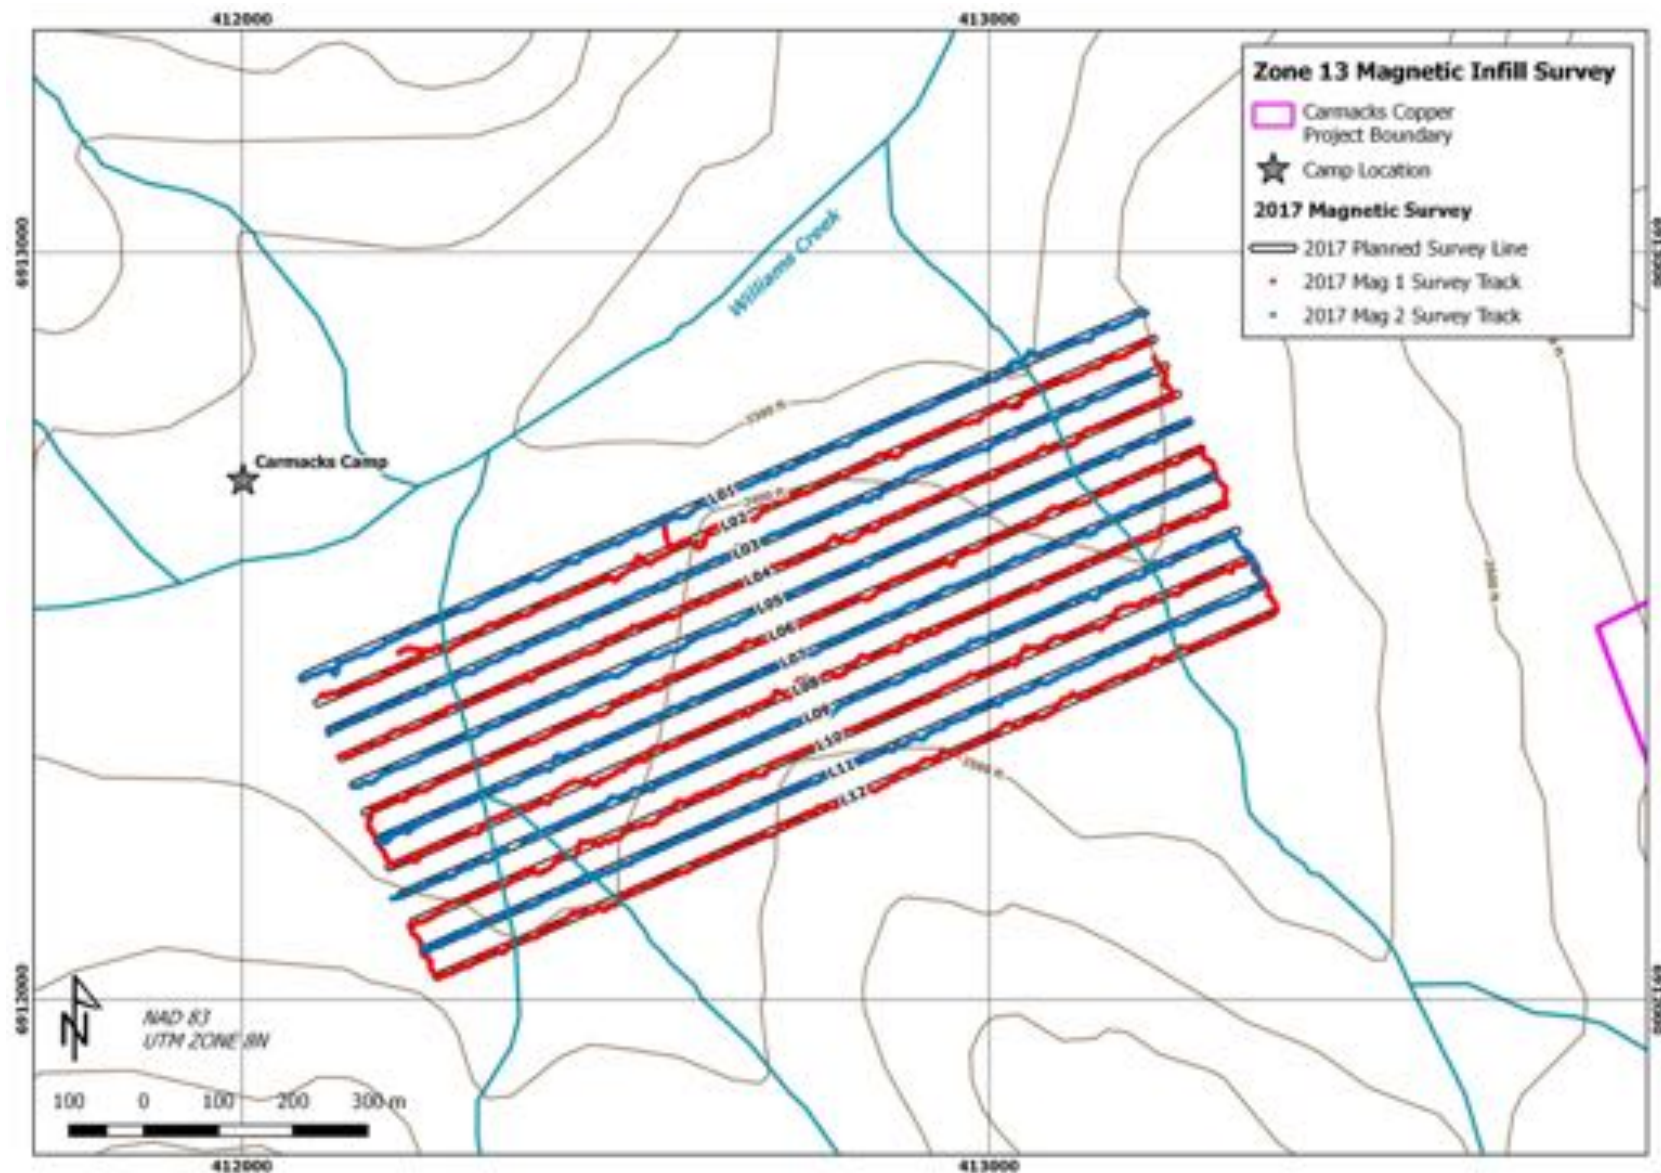 412000
413000
Zone 13 Magnetic Infill Survey
Carmacks Copper
Project Boundary
Camp Location
2017 Magnetic Survey
2017 Planned Survey Line
2017 Mag 1 Survey Track
2017 Mag 2 Survey Track
6913000
6913000
Williams Creek
Carmacks Camp
L01
L02
L03
L04
L05
L06
L07
L08
L09
L10
L11
L12
6912000
6912000
NAD 83
UTM ZONE 8N
N
100 0 100 200 300 m
412000
413000